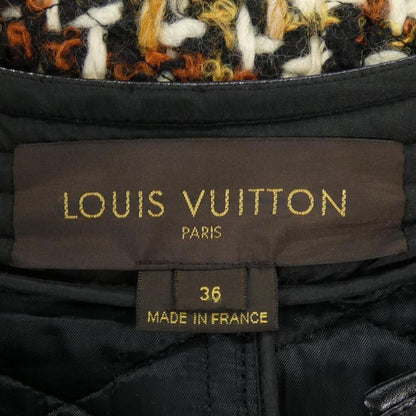 LOUIS VUITTON
PARIS
36
MADE IN FRANCE